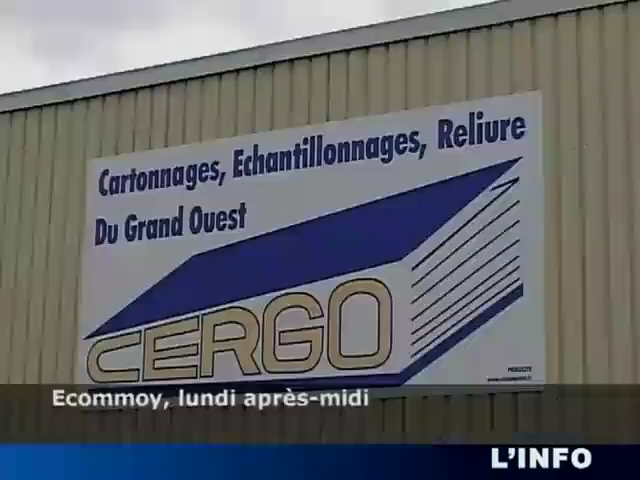 Cartonnages, Echantillonnages, Reliure
Du Grand Ouest
CERGO
Ecommoy, lundi après-midi
L'INFO